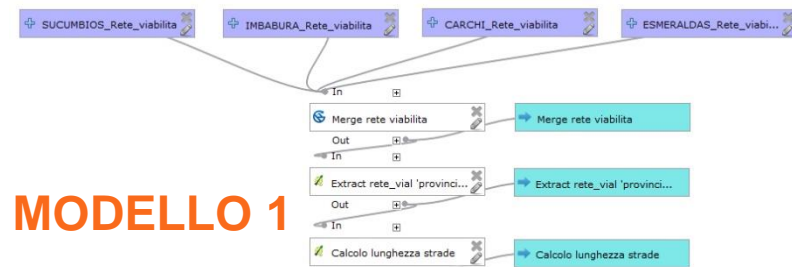 SUCUMBIOS_Rete_viabilita
IMBABURA_Rete_viabilita
CARCHI_Rete_viabilita
ESMERALDAS_Rete_viabi...
In
Merge rete viabilita
Merge rete viabilita
Out
In
Extract rete_vial 'provinci...
Extract rete_vial 'provinci...
Out
In
MODELLO 1
Calcolo lunghezza strade
Calcolo lunghezza strade